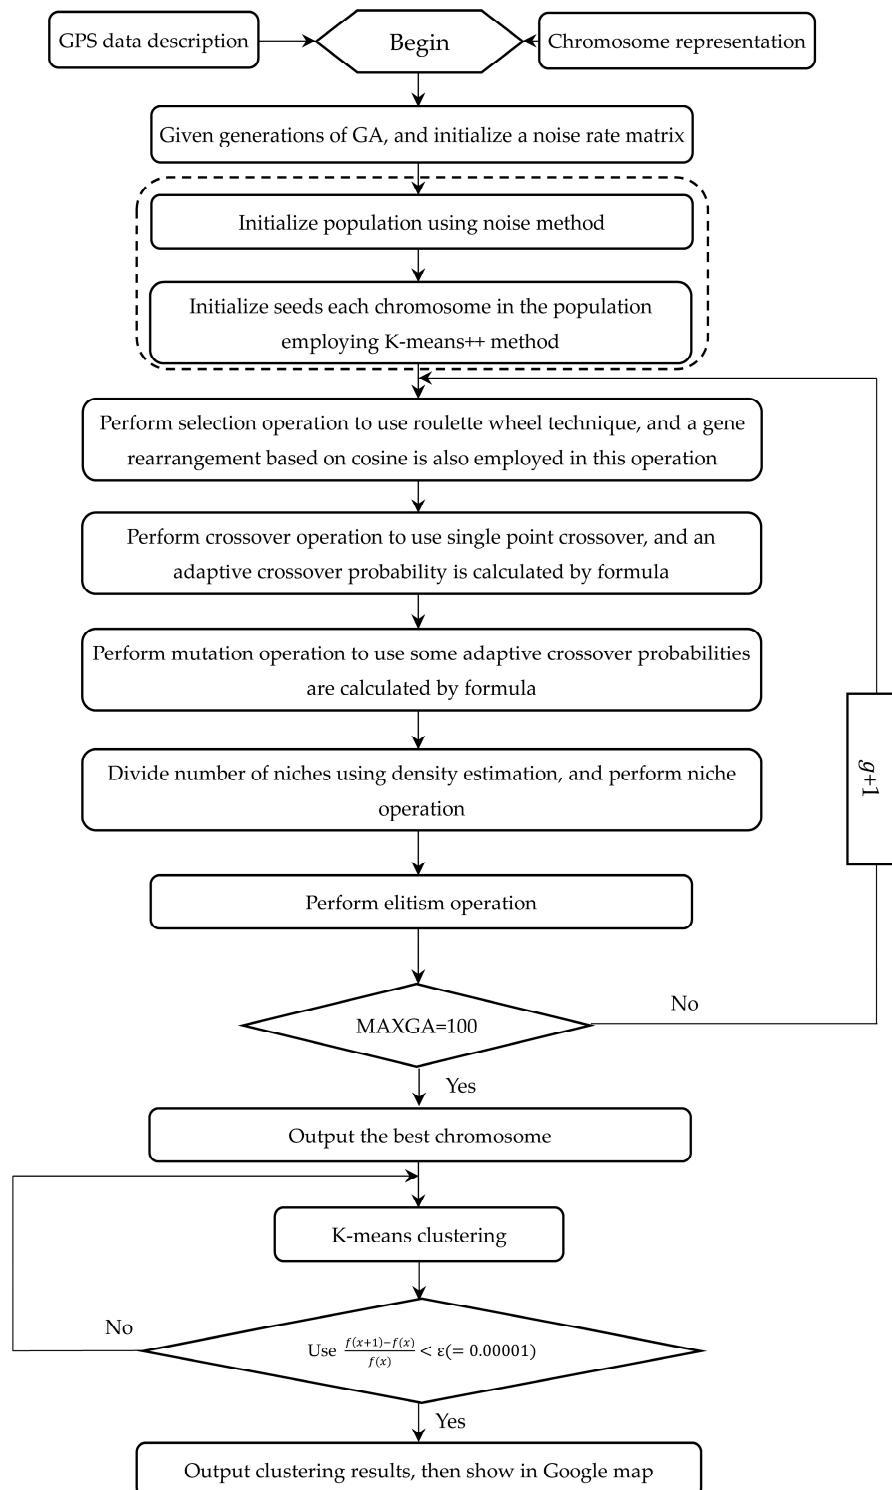 GPS data description
Begin
Chromosome representation
Given generations of GA, and initialize a noise rate matrix
Initialize population using noise method
Initialize seeds each chromosome in the population
employing K-means++ method
Perform selection operation to use roulette wheel technique, and a gene
rearrangement based on cosine is also employed in this operation
Perform crossover operation to use single point crossover, and an
adaptive crossover probability is calculated by formula
Perform mutation operation to use some adaptive crossover probabilities
are calculated by formula
Divide number of niches using density estimation, and perform niche
operation
g+1
Perform elitism operation
No
MAXGA=100
Yes
Output the best chromosome
K-means clustering
No
Use f(x+1)−f(x)/f(x) < ε(= 0.00001)
Yes
Output clustering results, then show in Google map